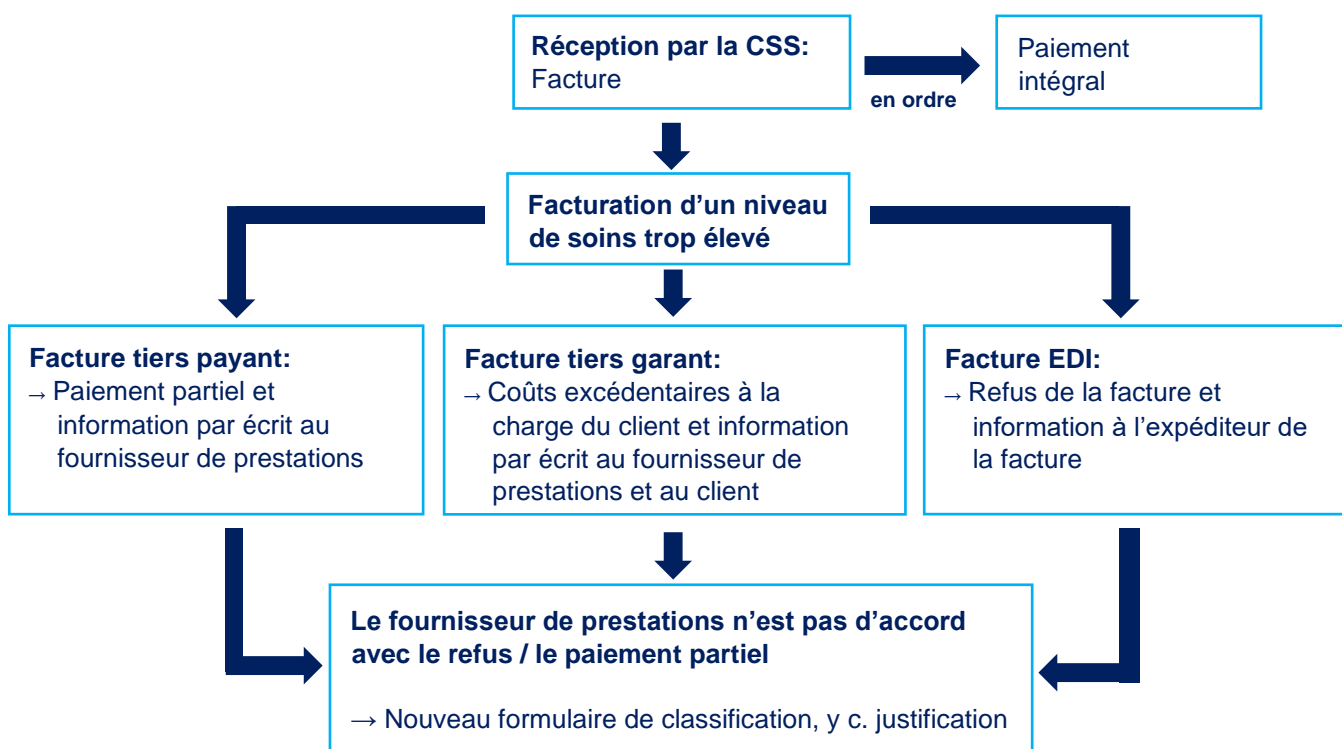 Réception par la CSS:
Facture
en ordre
Paiement
intégral
Facturation d’un niveau
de soins trop élevé
Facture tiers payant:
→ Paiement partiel et
information par écrit au
fournisseur de prestations
Facture tiers garant:
→ Coûts excédentaires à la
charge du client et information
par écrit au fournisseur de
prestations et au client
Facture EDI:
→ Refus de la facture et
information à l’expéditeur de
la facture
Le fournisseur de prestations n’est pas d’accord
avec le refus / le paiement partiel
→ Nouveau formulaire de classification, y c. justification